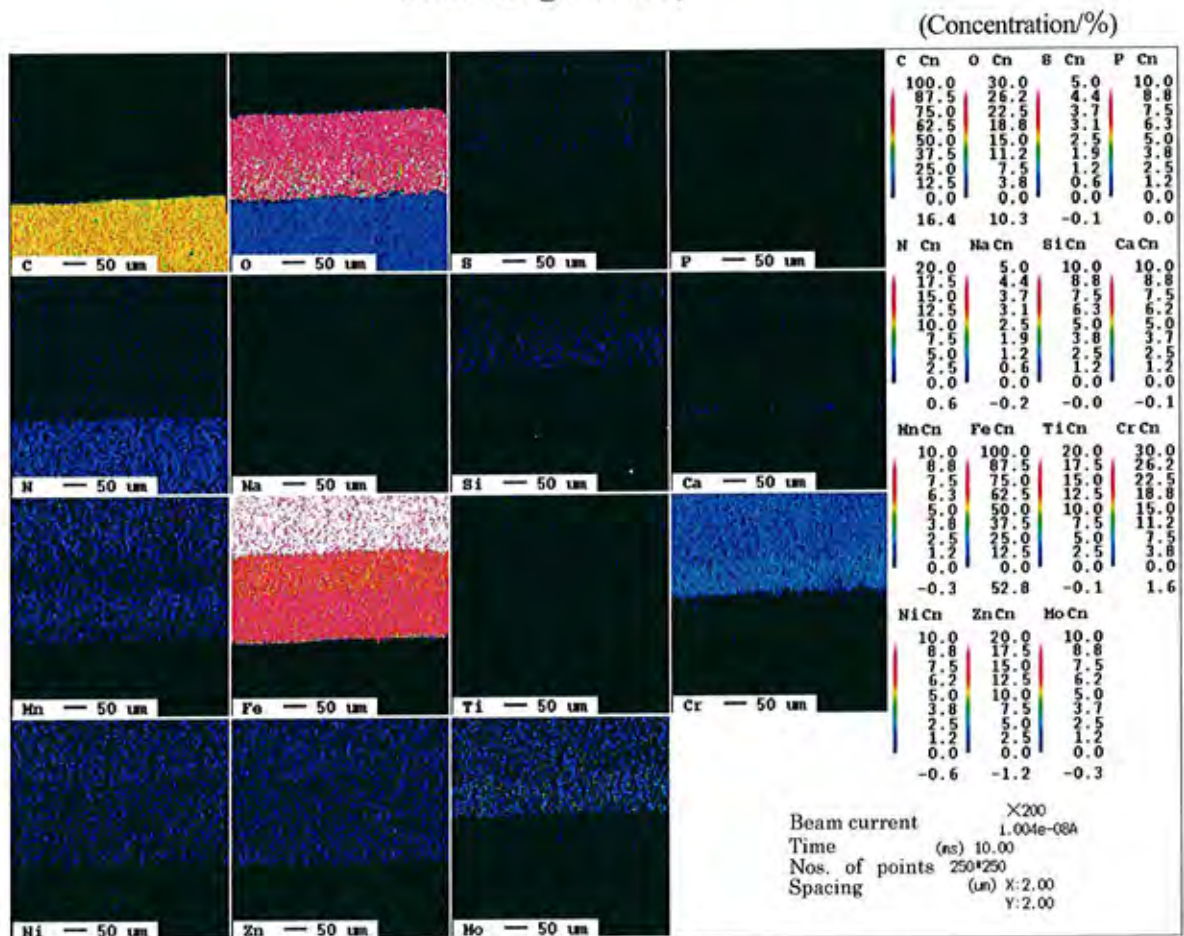 (Concentration/%)
C Cn O Cn S Cn P Cn
100.0 30.0 5.0 10.0
87.5 26.2 4.4 8.8
75.0 22.5 3.7 7.5
62.5 18.8 3.1 6.3
50.0 15.0 2.5 5.0
37.5 11.2 1.9 3.8
25.0 7.5 1.2 2.5
12.5 3.8 0.6 1.2
0.0 0.0 0.0 0.0
16.4 10.3 -0.1 0.0
C 50 um O 50 um S 50 um P 50 um
N Cn Na Cn Si Cn Ca Cn
20.0 5.0 10.0 10.0
17.5 4.4 8.8 8.8
15.0 3.7 7.5 7.5
12.5 3.1 6.3 6.2
10.0 2.5 5.0 5.0
7.5 1.9 3.8 3.7
5.0 1.2 2.5 2.5
2.5 0.6 1.2 1.2
0.0 0.0 0.0 0.0
0.6 -0.2 -0.0 -0.1
N 50 um Na 50 um Si 50 um Ca 50 um
Mn Cn Fe Cn Ti Cn Cr Cn
10.0 100.0 20.0 30.0
8.8 87.5 17.5 26.2
7.5 75.0 15.0 22.5
6.3 62.5 12.5 18.8
5.0 50.0 10.0 15.0
3.8 37.5 7.5 11.2
2.5 25.0 5.0 7.5
1.2 12.5 2.5 3.8
0.0 0.0 0.0 0.0
-0.3 52.8 -0.1 1.6
Mn 50 um Fe 50 um Ti 50 um Cr 50 um
Ni Cn Zn Cn Mo Cn
10.0 20.0 10.0
8.8 17.5 8.8
7.5 15.0 7.5
6.2 12.5 6.2
5.0 10.0 5.0
3.8 7.5 3.7
2.5 5.0 2.5
1.2 2.5 1.2
0.0 0.0 0.0
-0.6 -1.2 -0.3
×200
Beam current 1.004e-08A
Time (ms) 10.00
Nos. of points 250*250
Spacing (um) X:2.00
Y:2.00
Ni 50 um Zn 50 um Mo 50 um